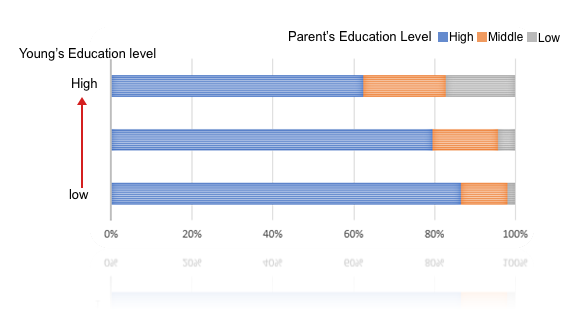 Parent's Education Level High Middle Low
Young's Education level
High
low
0% 20% 40% 60% 80% 100%